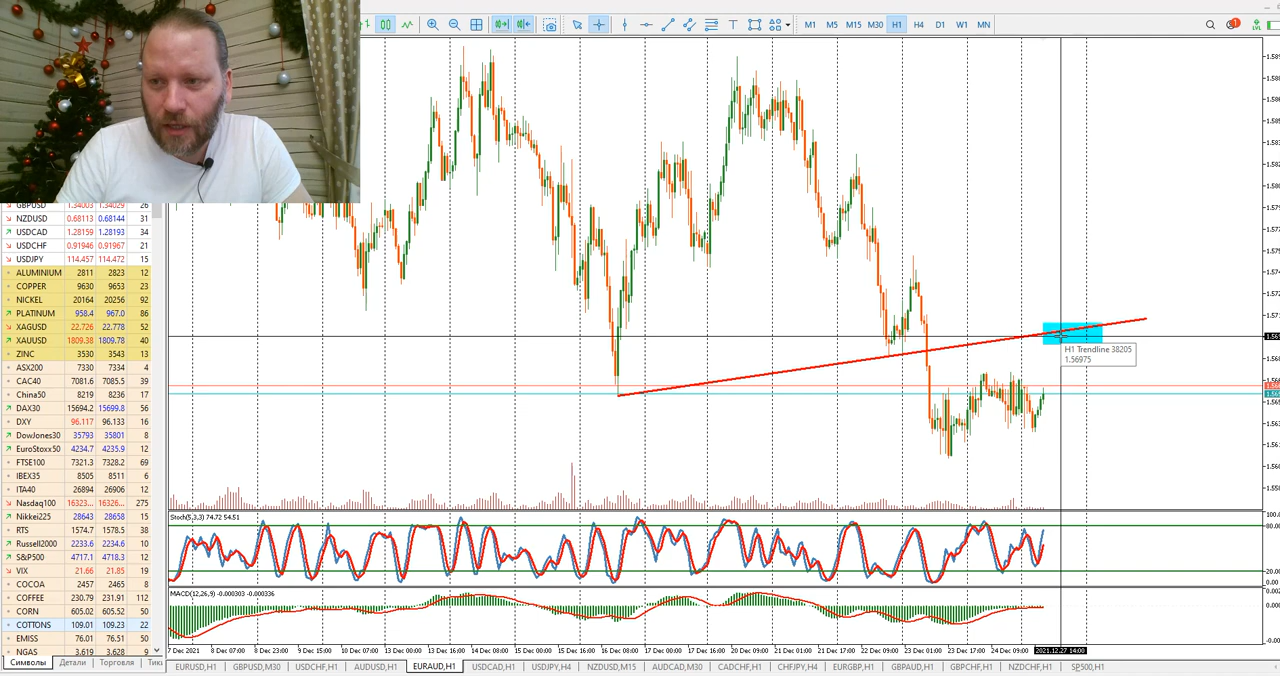 M1 M5 M15 M30 H1 H4 D1 W1 MN
GBPUSD 1.34003 1.34029 26
NZDUSD 0.68113 0.68144 31
USDCAD 1.28159 1.28193 34
USDCHF 0.91946 0.91967 21
USDJPY 114.457 114.472 15
ALUMINIUM 2811 2823 12
COPPER 9630 9653 23
NICKEL 20164 20256 92
PLATINUM 958.4 967.0 86
XAGUSD 22.726 22.778 52
XAUUSD 1809.38 1809.78 40
ZINC 3530 3543 13
ASX200 7330 7334 4
CAC40 7081.6 7085.5 39
China50 8219 8236 17
DAX30 15694.2 15699.8 56
DXY 96.117 96.133 16
DowJones30 35793 35801 8
EuroStoxx50 4234.7 4235.9 12
FTSE100 7321.3 7328.2 69
IBEX35 8505 8511 6
ITA40 26894 26906 12
Nasdaq100 16323... 16326... 275
Nikkei225 28643 28658 15
RTS 1574.7 1578.5 38
Russell2000 2233.6 2234.6 10
S&P500 4717.1 4718.3 12
VIX 21.66 21.85 19
COCOA 2457 2465 8
COFFEE 230.79 231.91 112
CORN 605.02 605.52 50
COTTONS 109.01 109.23 22
EMISS 76.01 76.51 50
NGAS 3.619 3.628 9
Символы Детали Торговля Тики
H1 Trendline 38205
1.56975
Stoch(5,3,3) 74.72 54.51
80.00
20.00
MACD(12,26,9) -0.000303 -0.000336
7 Dec 2021 8 Dec 07:00 8 Dec 23:00 9 Dec 15:00 10 Dec 07:00 13 Dec 00:00 13 Dec 16:00 14 Dec 08:00 15 Dec 00:00 15 Dec 16:00 16 Dec 08:00 17 Dec 00:00 17 Dec 16:00 20 Dec 09:00 21 Dec 01:00 21 Dec 17:00 22 Dec 09:00 23 Dec 01:00 23 Dec 17:00 24 Dec 09:00 2021.12.27 14:00
EURUSD,H1 GBPUSD,M30 USDCHF,H1 AUDUSD,H1 EURAUD,H1 USDCAD,H1 USDJPY,H4 NZDUSD,M15 AUDCAD,M30 CADCHF,H1 CHFJPY,H4 EURGBP,H1 GBPAUD,H1 GBPCHF,H1 NZDCHF,H1 SP500,H1